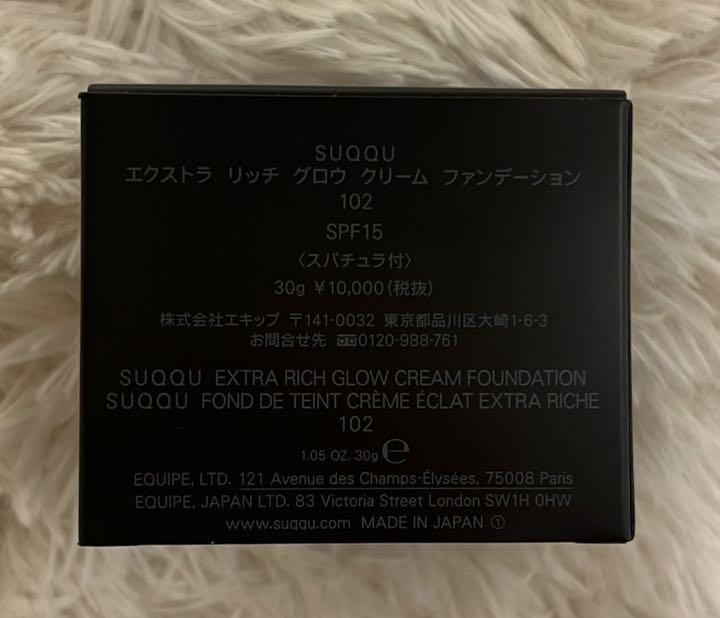 SUQQU
エクストラ リッチ グロウ クリーム ファンデーション
102
SPF15
〈スパチュラ付〉
30g ¥10,000(税抜)
株式会社エキップ 〒141-0032 東京都品川区大崎1-6-3
お問合せ先 0120-988-761
SUQQU EXTRA RICH GLOW CREAM FOUNDATION
SUQQU FOND DE TEINT CRÈME ÉCLAT EXTRA RICHE
102
1.05 OZ. 30g ℮
EQUIPE, LTD. 121 Avenue des Champs-Élysées, 75008 Paris
EQUIPE, JAPAN LTD. 83 Victoria Street London SW1H 0HW
www.suqqu.com MADE IN JAPAN ①